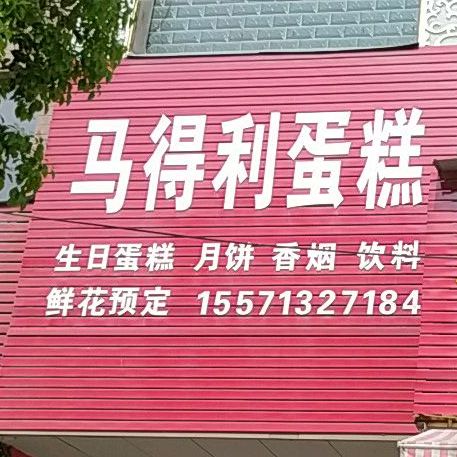 马得利蛋糕
生日蛋糕 月饼 香烟 饮料
鲜花预定 15571327184